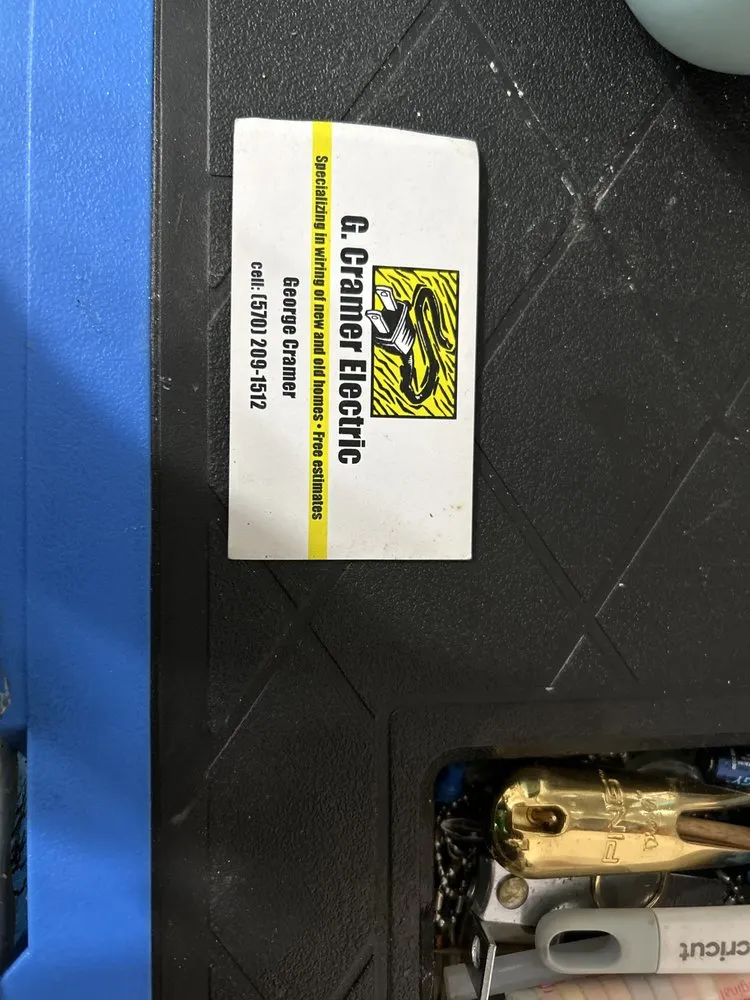 G. Cramer Electric
Specializing in wiring of new and old homes • Free estimates
George Cramer
cell: (570) 209-1512
cricut